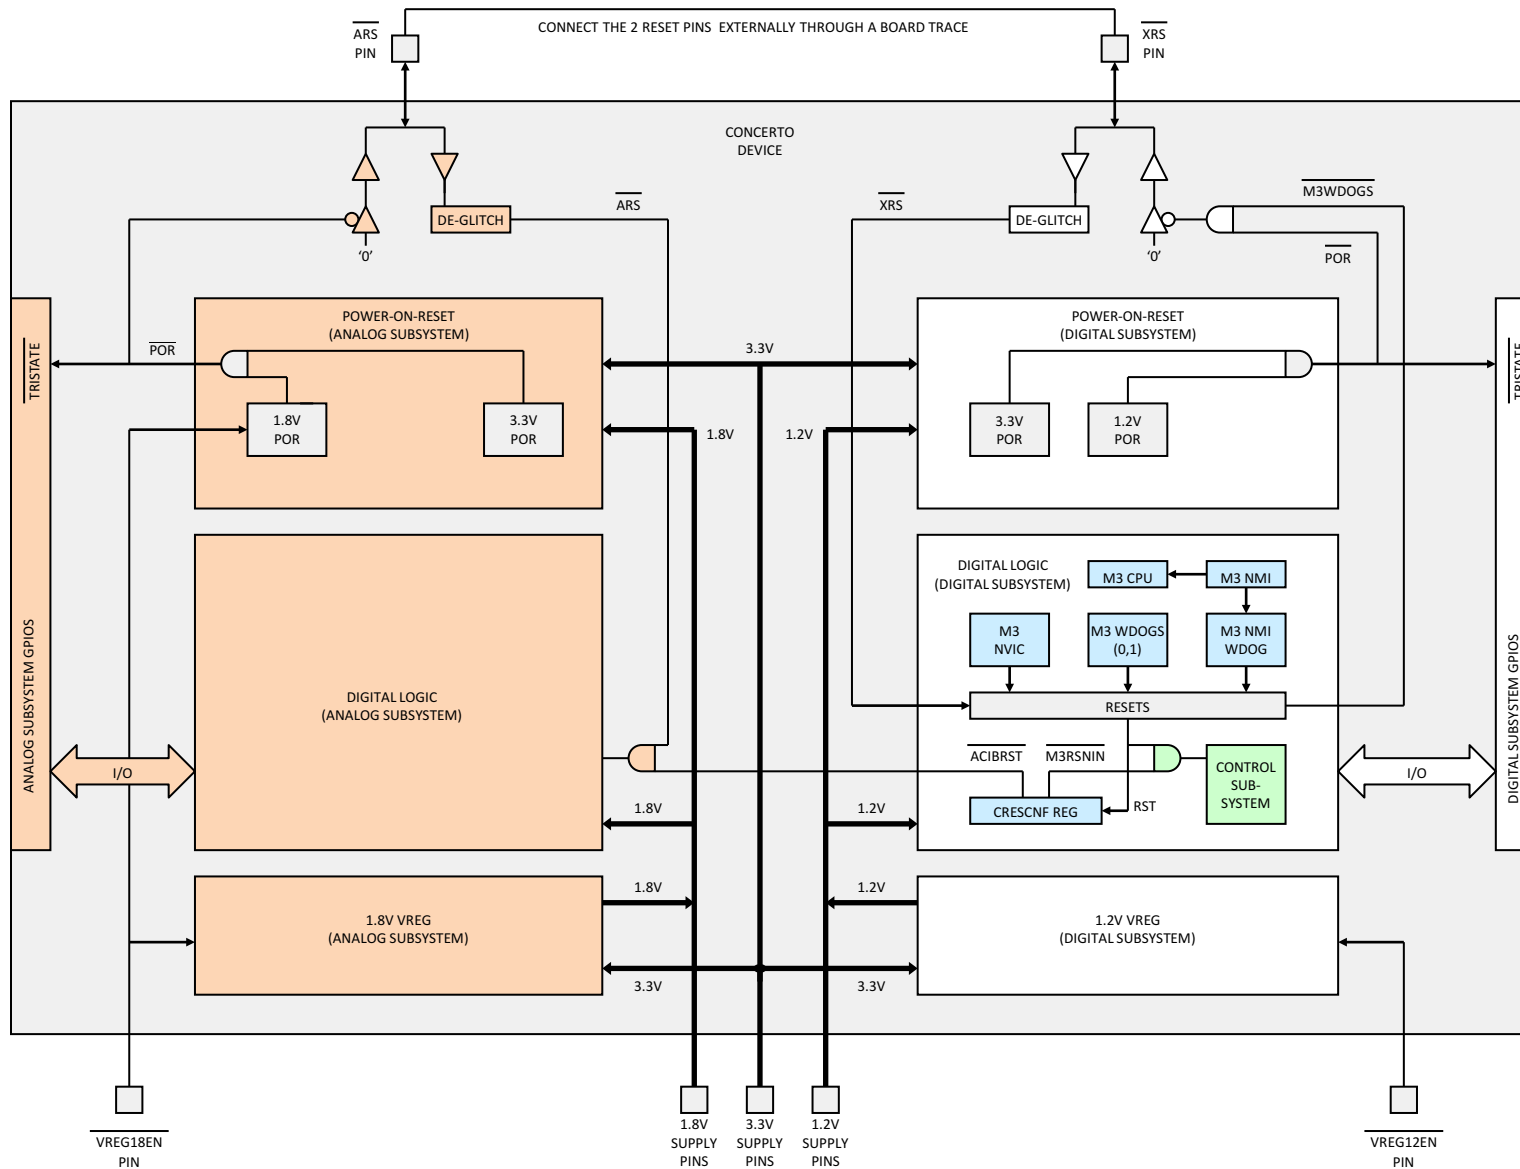 CONNECT THE 2 RESET PINS EXTERNALLY THROUGH A BOARD TRACE
ARS
PIN
XRS
PIN
CONCERTO
DEVICE
ARS
XRS
M3WDOGS
DE-GLITCH
DE-GLITCH
'0'
'0'
POR
POWER-ON-RESET
(ANALOG SUBSYSTEM)
POWER-ON-RESET
(DIGITAL SUBSYSTEM)
TRISTATE
POR
3.3V
TRISTATE
1.8V
POR
3.3V
POR
1.8V
1.2V
3.3V
POR
1.2V
POR
DIGITAL LOGIC
(DIGITAL SUBSYSTEM)
M3 CPU
M3 NMI
M3
NVIC
M3 WDOGS
(0,1)
M3 NMI
WDOG
ANALOG SUBSYSTEM GPIOS
DIGITAL LOGIC
(ANALOG SUBSYSTEM)
RESETS
DIGITAL SUBSYSTEM GPIOS
ACIBRST
M3RSNIN
I/O
CONTROL
SUB-
SYSTEM
I/O
1.8V
1.2V
CRESCNF REG
RST
1.8V
1.2V
1.8V VREG
(ANALOG SUBSYSTEM)
1.2V VREG
(DIGITAL SUBSYSTEM)
3.3V
3.3V
VREG18EN
PIN
1.8V
SUPPLY
PINS
3.3V
SUPPLY
PINS
1.2V
SUPPLY
PINS
VREG12EN
PIN